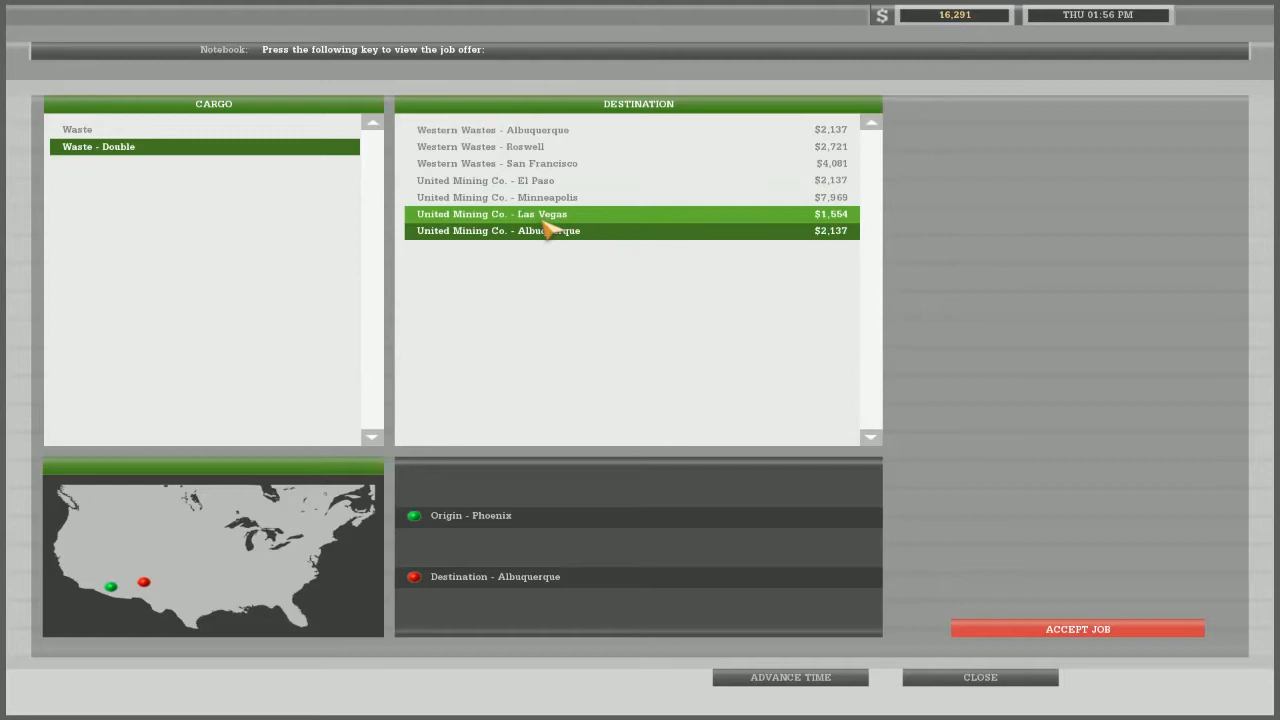 $ 16,291 THU 01:56 PM
Notebook: Press the following key to view the job offer:
CARGO
Waste
Waste - Double
DESTINATION
Western Wastes - Albuquerque $2,137
Western Wastes - Roswell $2,721
Western Wastes - San Francisco $4,081
United Mining Co. - El Paso $2,137
United Mining Co. - Minneapolis $7,969
United Mining Co. - Las Vegas $1,554
United Mining Co. - Albuquerque $2,137
Origin - Phoenix
Destination - Albuquerque
ACCEPT JOB
ADVANCE TIME CLOSE